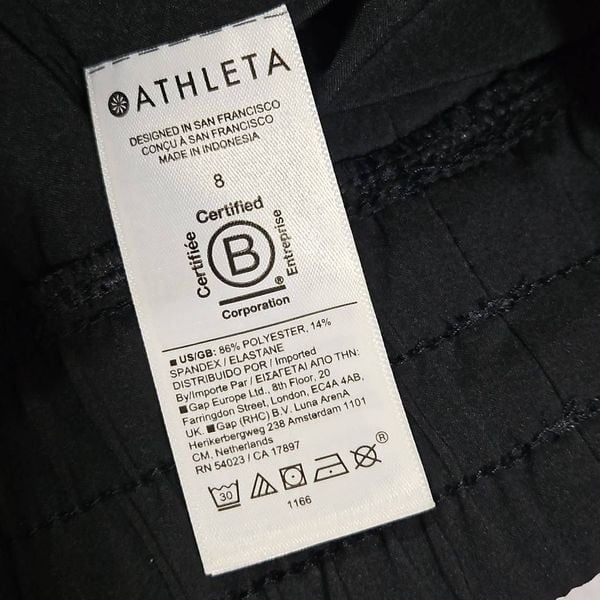 ATHLETA
DESIGNED IN SAN FRANCISCO
CONÇU À SAN FRANCISCO
MADE IN INDONESIA
8
Certified
Certifiée
B
Entreprise
®
Corporation
■ US/GB: 86% POLYESTER, 14%
SPANDEX / ELASTANE
DISTRIBUIDO POR / Imported
By/Importe Par / ΕΙΣΑΓΕΤΑΙ ΑΠΟ ΤΗΝ:
■Gap Europe Ltd., 8th Floor, 20
Farringdon Street, London, EC4A 4AB,
UK. ■Gap (RHC) B.V. Luna ArenA
Herikerbergweg 238 Amsterdam 1101
CM, Netherlands
RN 54023 / CA 17897
30
®
1166